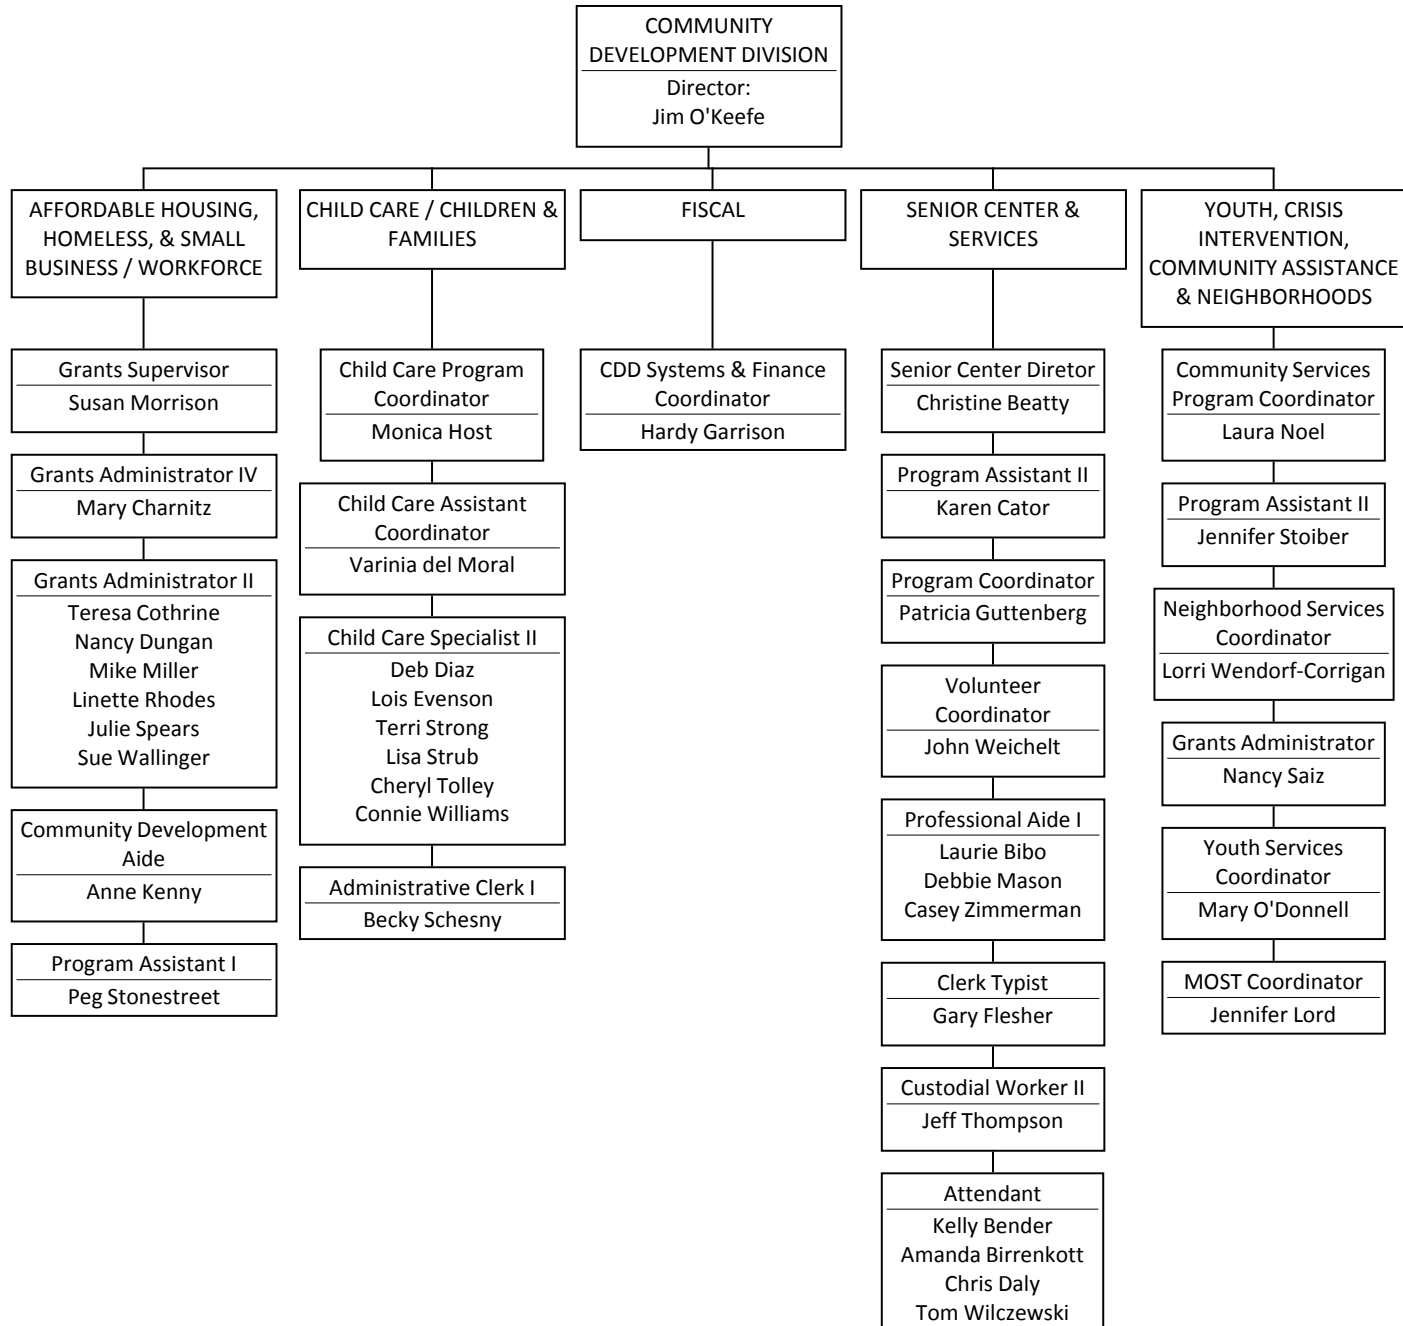 COMMUNITY
DEVELOPMENT DIVISION
Director:
Jim O'Keefe
AFFORDABLE HOUSING,
HOMELESS, & SMALL
BUSINESS / WORKFORCE
Grants Supervisor
Susan Morrison
Grants Administrator IV
Mary Charnitz
Grants Administrator II
Teresa Cothrine
Nancy Dungan
Mike Miller
Linette Rhodes
Julie Spears
Sue Wallinger
Community Development
Aide
Anne Kenny
Program Assistant I
Peg Stonestreet
CHILD CARE / CHILDREN &
FAMILIES
Child Care Program
Coordinator
Monica Host
Child Care Assistant
Coordinator
Varinia del Moral
Child Care Specialist II
Deb Diaz
Lois Evenson
Terri Strong
Lisa Strub
Cheryl Tolley
Connie Williams
Administrative Clerk I
Becky Schesny
FISCAL
CDD Systems & Finance
Coordinator
Hardy Garrison
SENIOR CENTER &
SERVICES
Senior Center Diretor
Christine Beatty
Program Assistant II
Karen Cator
Program Coordinator
Patricia Guttenberg
Volunteer
Coordinator
John Weichelt
Professional Aide I
Laurie Bibo
Debbie Mason
Casey Zimmerman
Clerk Typist
Gary Flesher
Custodial Worker II
Jeff Thompson
Attendant
Kelly Bender
Amanda Birrenkott
Chris Daly
Tom Wilczewski
YOUTH, CRISIS
INTERVENTION,
COMMUNITY ASSISTANCE
& NEIGHBORHOODS
Community Services
Program Coordinator
Laura Noel
Program Assistant II
Jennifer Stoiber
Neighborhood Services
Coordinator
Lorri Wendorf-Corrigan
Grants Administrator
Nancy Saiz
Youth Services
Coordinator
Mary O'Donnell
MOST Coordinator
Jennifer Lord